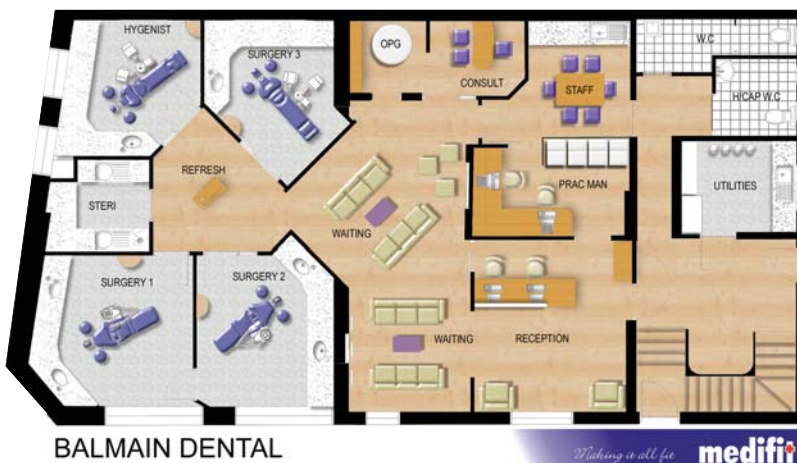 HYGENIST
SURGERY 3
OPG
CONSULT
STAFF
W.C
H/CAP W.C
REFRESH
STERI
PRAC MAN
UTILITIES
WAITING
SURGERY 1
SURGERY 2
WAITING
RECEPTION
BALMAIN DENTAL
Making it all fit
medifit